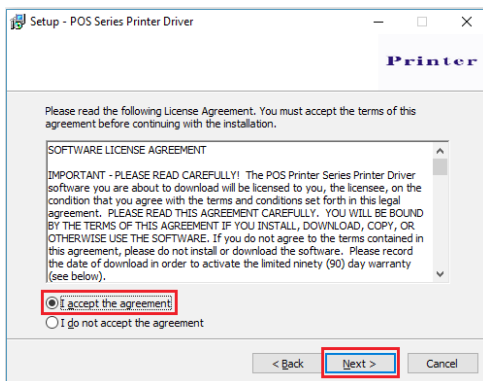 Setup - POS Series Printer Driver
Printer
Please read the following License Agreement. You must accept the terms of this
agreement before continuing with the installation.
SOFTWARE LICENSE AGREEMENT
IMPORTANT - PLEASE READ CAREFULLY! The POS Printer Series Printer Driver
software you are about to download will be licensed to you, the licensee, on the
condition that you agree with the terms and conditions set forth in this legal
agreement. PLEASE READ THIS AGREEMENT CAREFULLY. YOU WILL BE BOUND
BY THE TERMS OF THIS AGREEMENT IF YOU INSTALL, DOWNLOAD, COPY, OR
OTHERWISE USE THE SOFTWARE. If you do not agree to the terms contained in
this agreement, please do not install or download the software. Please record
the date of download in order to activate the limited ninety (90) day warranty
(see below).
I accept the agreement
I do not accept the agreement
< Back Next > Cancel